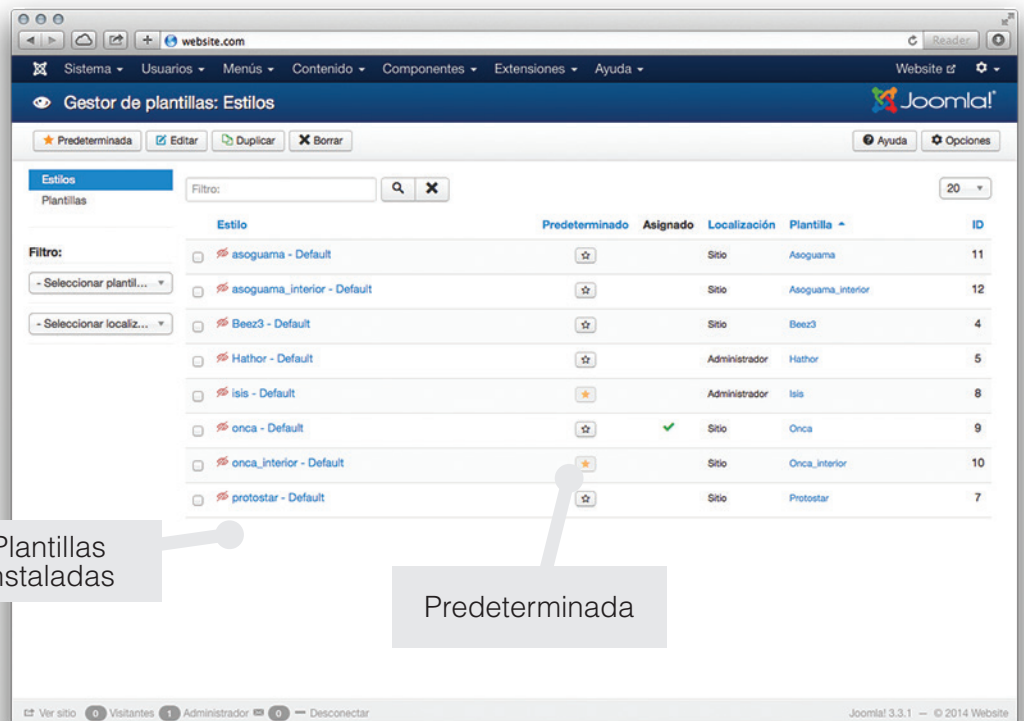 website.com
Reader
Sistema Usuarios Menús Contenido Componentes Extensiones Ayuda Website
Gestor de plantillas: Estilos Joomla!
Predeterminada Editar Duplicar Borrar Ayuda Opciones
Estilos
Plantillas
Filtro:
- Seleccionar plantil...
- Seleccionar localiz...
Filtro: 20
Estilo Predeterminado Asignado Localización Plantilla ID
asoguama - Default Sitio Asoguama 11
asoguama_interior - Default Sitio Asoguama_interior 12
Beez3 - Default Sitio Beez3 4
Hathor - Default Administrador Hathor 5
isis - Default Administrador Isis 8
onca - Default Sitio Onca 9
onca_interior - Default Sitio Onca_interior 10
protostar - Default Sitio Protostar 7
Plantillas
nstaladas
Predeterminada
Ver sitio 0 Visitantes 1 Administrador 0 Desconectar Joomla! 3.3.1 — © 2014 Website